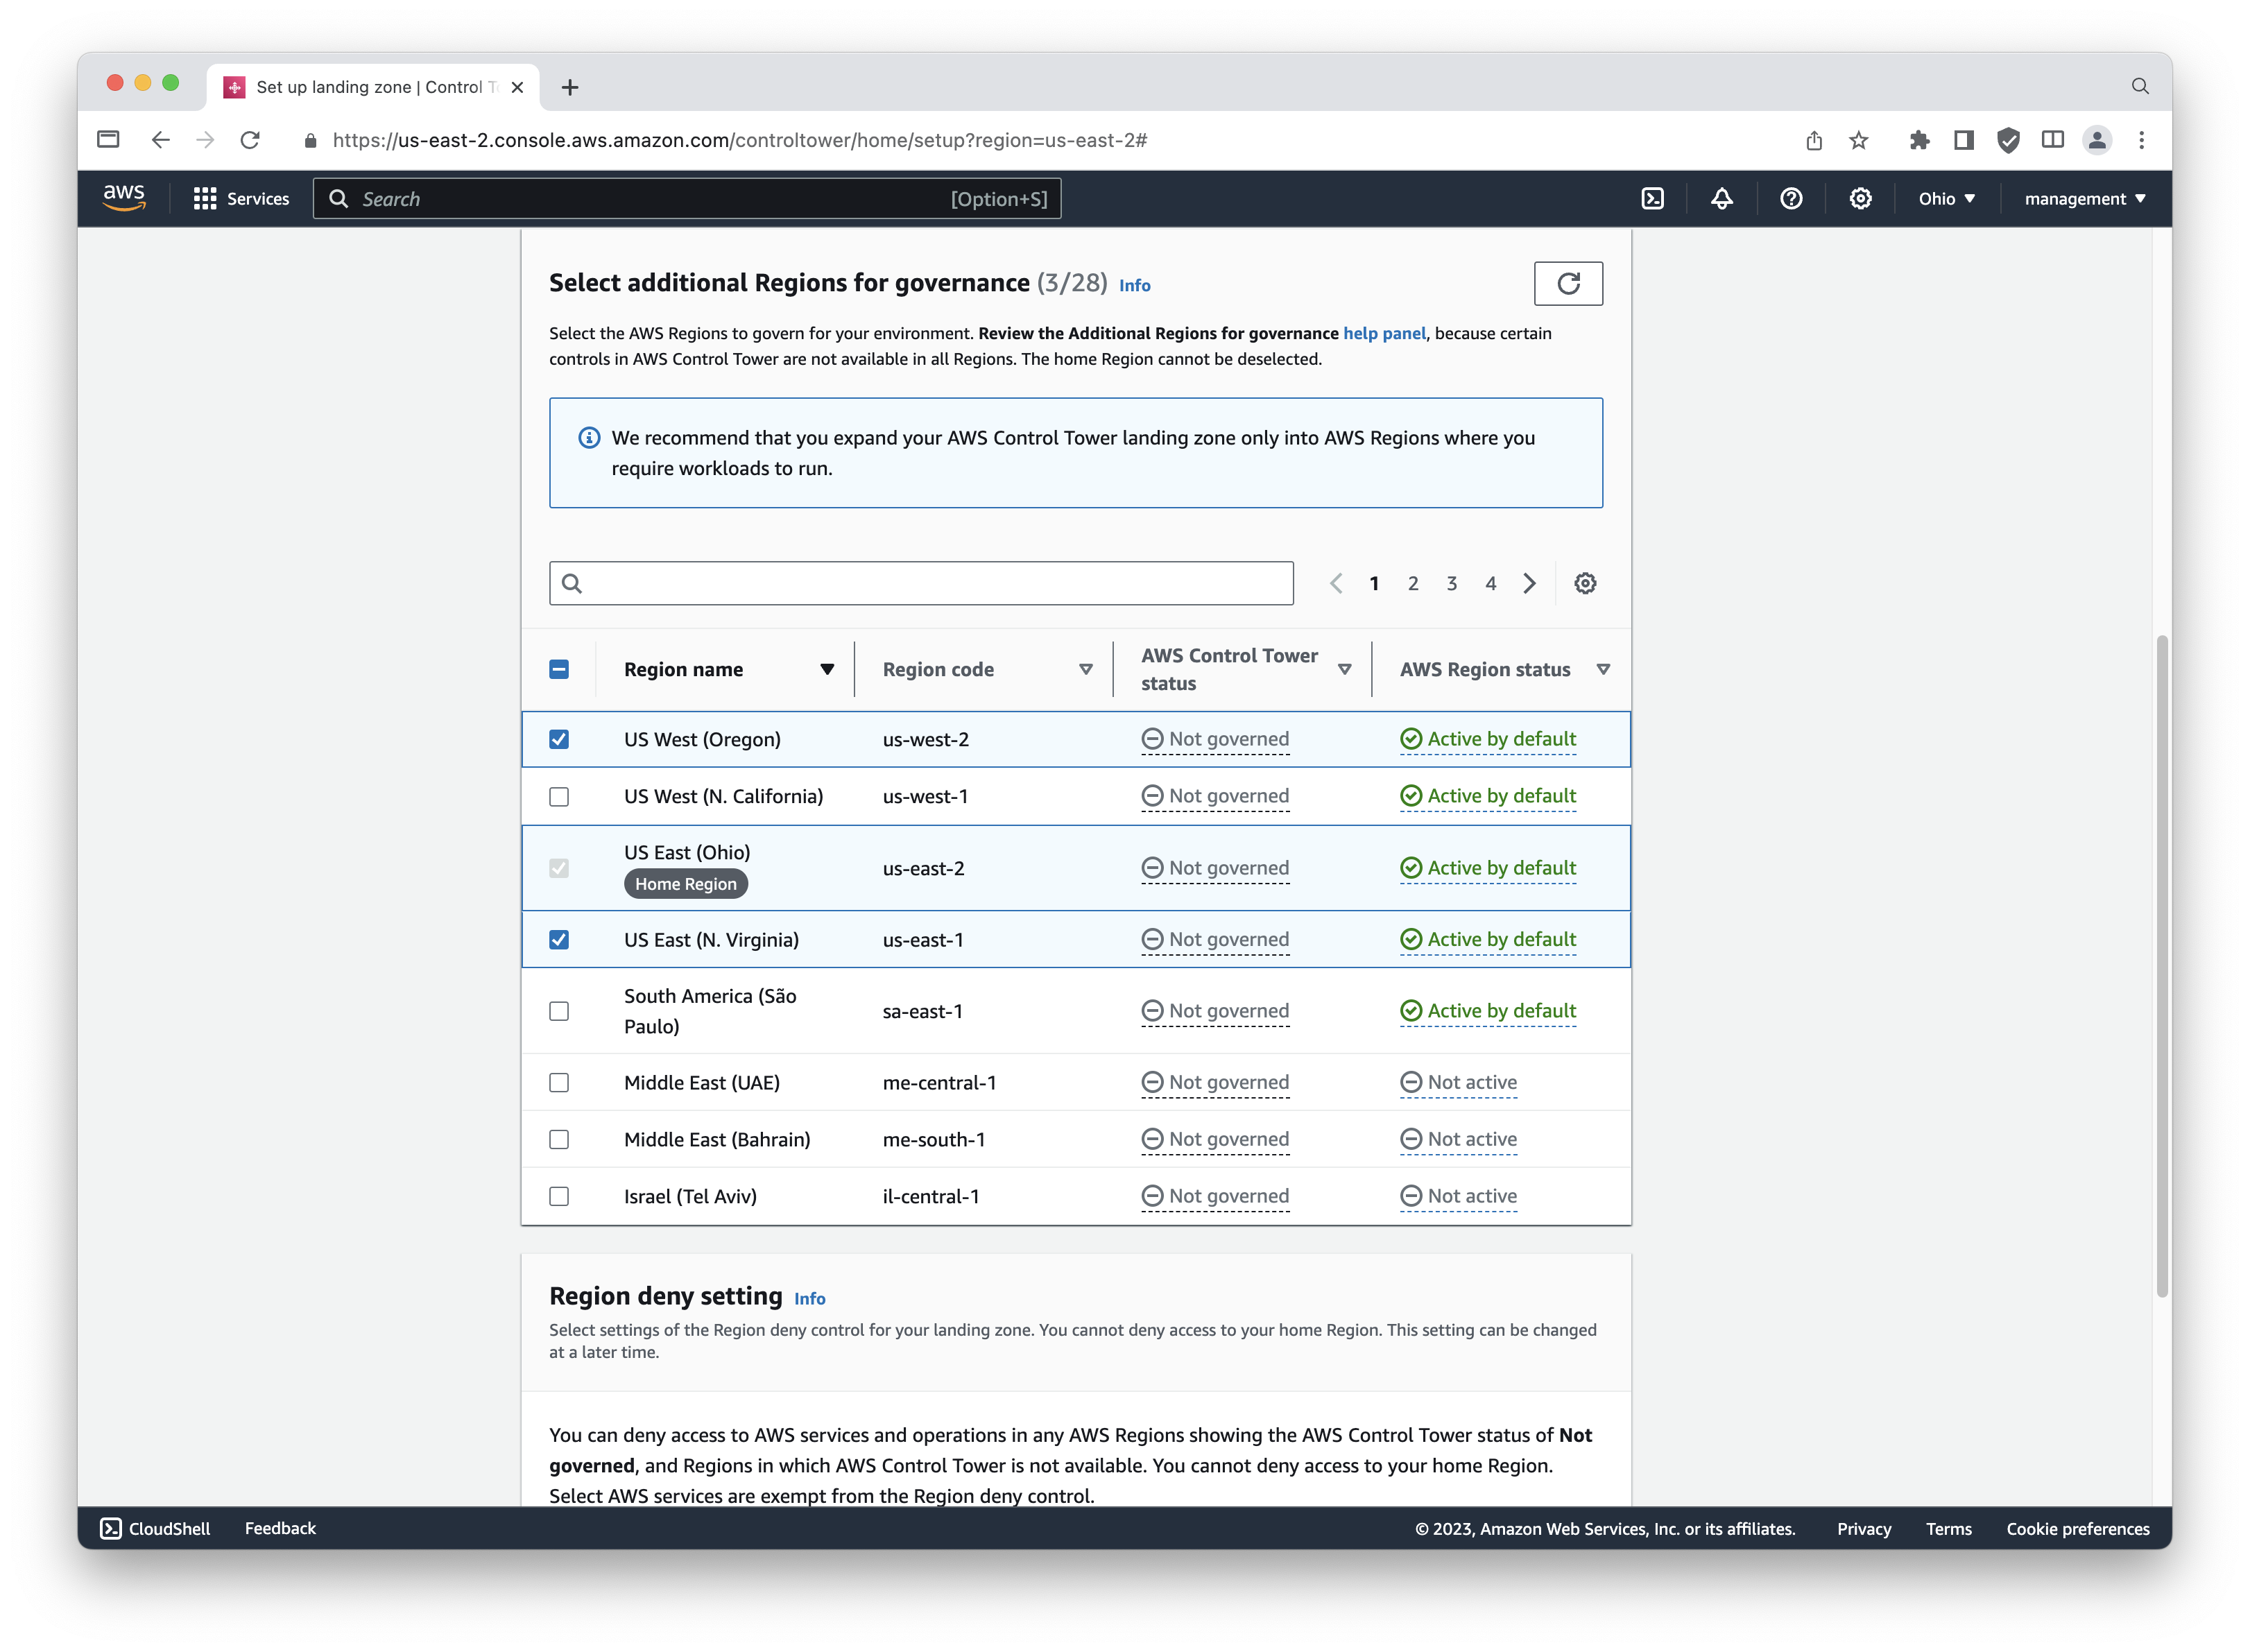 Set up landing zone | Control T
https://us-east-2.console.aws.amazon.com/controltower/home/setup?region=us-east-2#
aws
Services
Search
[Option+S]
Ohio
management
Select additional Regions for governance (3/28) Info
Select the AWS Regions to govern for your environment. Review the Additional Regions for governance help panel, because certain
controls in AWS Control Tower are not available in all Regions. The home Region cannot be deselected.
We recommend that you expand your AWS Control Tower landing zone only into AWS Regions where you
require workloads to run.
1 2 3 4
Region name
Region code
AWS Control Tower
status
AWS Region status
US West (Oregon) us-west-2 Not governed Active by default
US West (N. California) us-west-1 Not governed Active by default
US East (Ohio)
Home Region
us-east-2 Not governed Active by default
US East (N. Virginia) us-east-1 Not governed Active by default
South America (São
Paulo)
sa-east-1 Not governed Active by default
Middle East (UAE) me-central-1 Not governed Not active
Middle East (Bahrain) me-south-1 Not governed Not active
Israel (Tel Aviv) il-central-1 Not governed Not active
Region deny setting Info
Select settings of the Region deny control for your landing zone. You cannot deny access to your home Region. This setting can be changed
at a later time.
You can deny access to AWS services and operations in any AWS Regions showing the AWS Control Tower status of Not
governed, and Regions in which AWS Control Tower is not available. You cannot deny access to your home Region.
Select AWS services are exempt from the Region deny control.
CloudShell Feedback © 2023, Amazon Web Services, Inc. or its affiliates. Privacy Terms Cookie preferences